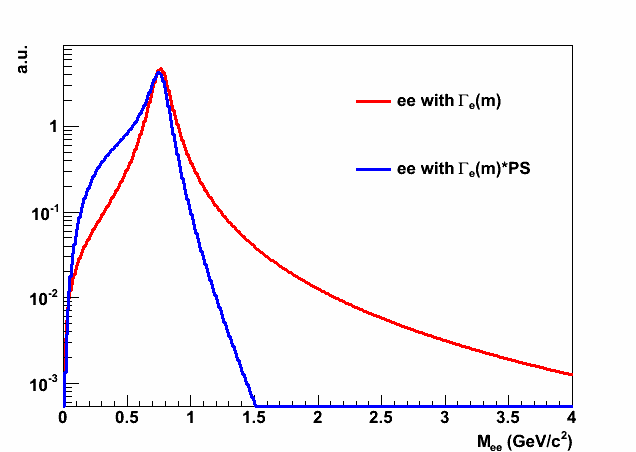 a.u.
ee with Γe(m)
ee with Γe(m)*PS
1
10-1
10-2
10-3
0 0.5 1 1.5 2 2.5 3 3.5 4
Mee (GeV/c2)